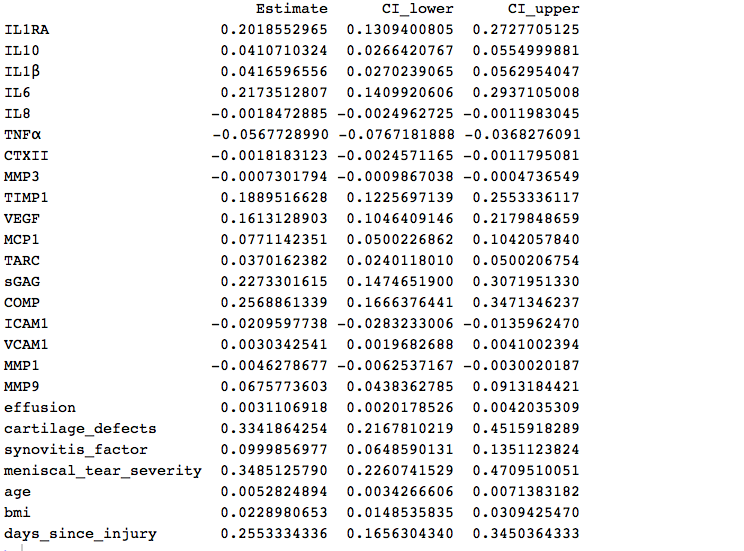 Estimate CI_lower CI_upper
IL1RA 0.2018552965 0.1309400805 0.2727705125
IL10 0.0410710324 0.0266420767 0.0554999881
IL1β 0.0416596556 0.0270239065 0.0562954047
IL6 0.2173512807 0.1409920606 0.2937105008
IL8 -0.0018472885 -0.0024962725 -0.0011983045
TNFα -0.0567728990 -0.0767181888 -0.0368276091
CTXII -0.0018183123 -0.0024571165 -0.0011795081
MMP3 -0.0007301794 -0.0009867038 -0.0004736549
TIMP1 0.1889516628 0.1225697139 0.2553336117
VEGF 0.1613128903 0.1046409146 0.2179848659
MCP1 0.0771142351 0.0500226862 0.1042057840
TARC 0.0370162382 0.0240118010 0.0500206754
sGAG 0.2273301615 0.1474651900 0.3071951330
COMP 0.2568861339 0.1666376441 0.3471346237
ICAM1 -0.0209597738 -0.0283233006 -0.0135962470
VCAM1 0.0030342541 0.0019682688 0.0041002394
MMP1 -0.0046278677 -0.0062537167 -0.0030020187
MMP9 0.0675773603 0.0438362785 0.0913184421
effusion 0.0031106918 0.0020178526 0.0042035309
cartilage_defects 0.3341864254 0.2167810219 0.4515918289
synovitis_factor 0.0999856977 0.0648590131 0.1351123824
meniscal_tear_severity 0.3485125790 0.2260741529 0.4709510051
age 0.0052824894 0.0034266606 0.0071383182
bmi 0.0228980653 0.0148535835 0.0309425470
days_since_injury 0.2553334336 0.1656304340 0.3450364333